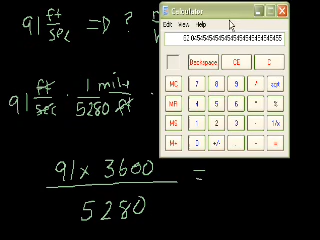 91 ft/sec = D ?
Calculator
Edit View Help
Backspace CE C
MC 7 8 9 / sqrt
MR 4 5 6 * %
MS 1 2 3 - 1/x
M+ 0 +/- . + =
91 ft/sec · 1 mile/5280 ft ·
91 x 3600 =
5280